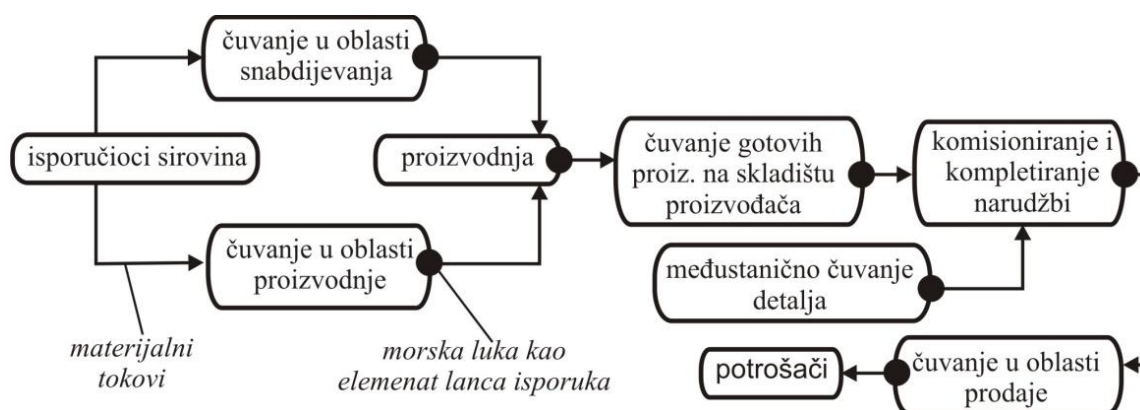 čuvanje u oblasti
snabdijevanja
isporučioci sirovina
proizvodnja
čuvanje u oblasti
proizvodnje
materijalni
tokovi
morska luka kao
elemenat lanca isporuka
čuvanje gotovih
proiz. na skladištu
proizvođača
komisioniranje i
kompletiranje
narudžbi
međustanično čuvanje
detalja
potrošači
čuvanje u oblasti
prodaje